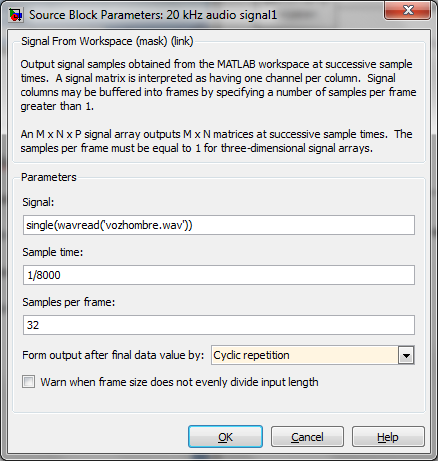 Source Block Parameters: 20 kHz audio signal1
Signal From Workspace (mask) (link)
Output signal samples obtained from the MATLAB workspace at successive sample
times. A signal matrix is interpreted as having one channel per column. Signal
columns may be buffered into frames by specifying a number of samples per frame
greater than 1.
An M x N x P signal array outputs M x N matrices at successive sample times. The
samples per frame must be equal to 1 for three-dimensional signal arrays.
Parameters
Signal:
single(wavread('vozhombre.wav'))
Sample time:
1/8000
Samples per frame:
32
Form output after final data value by: Cyclic repetition
Warn when frame size does not evenly divide input length
OK Cancel Help